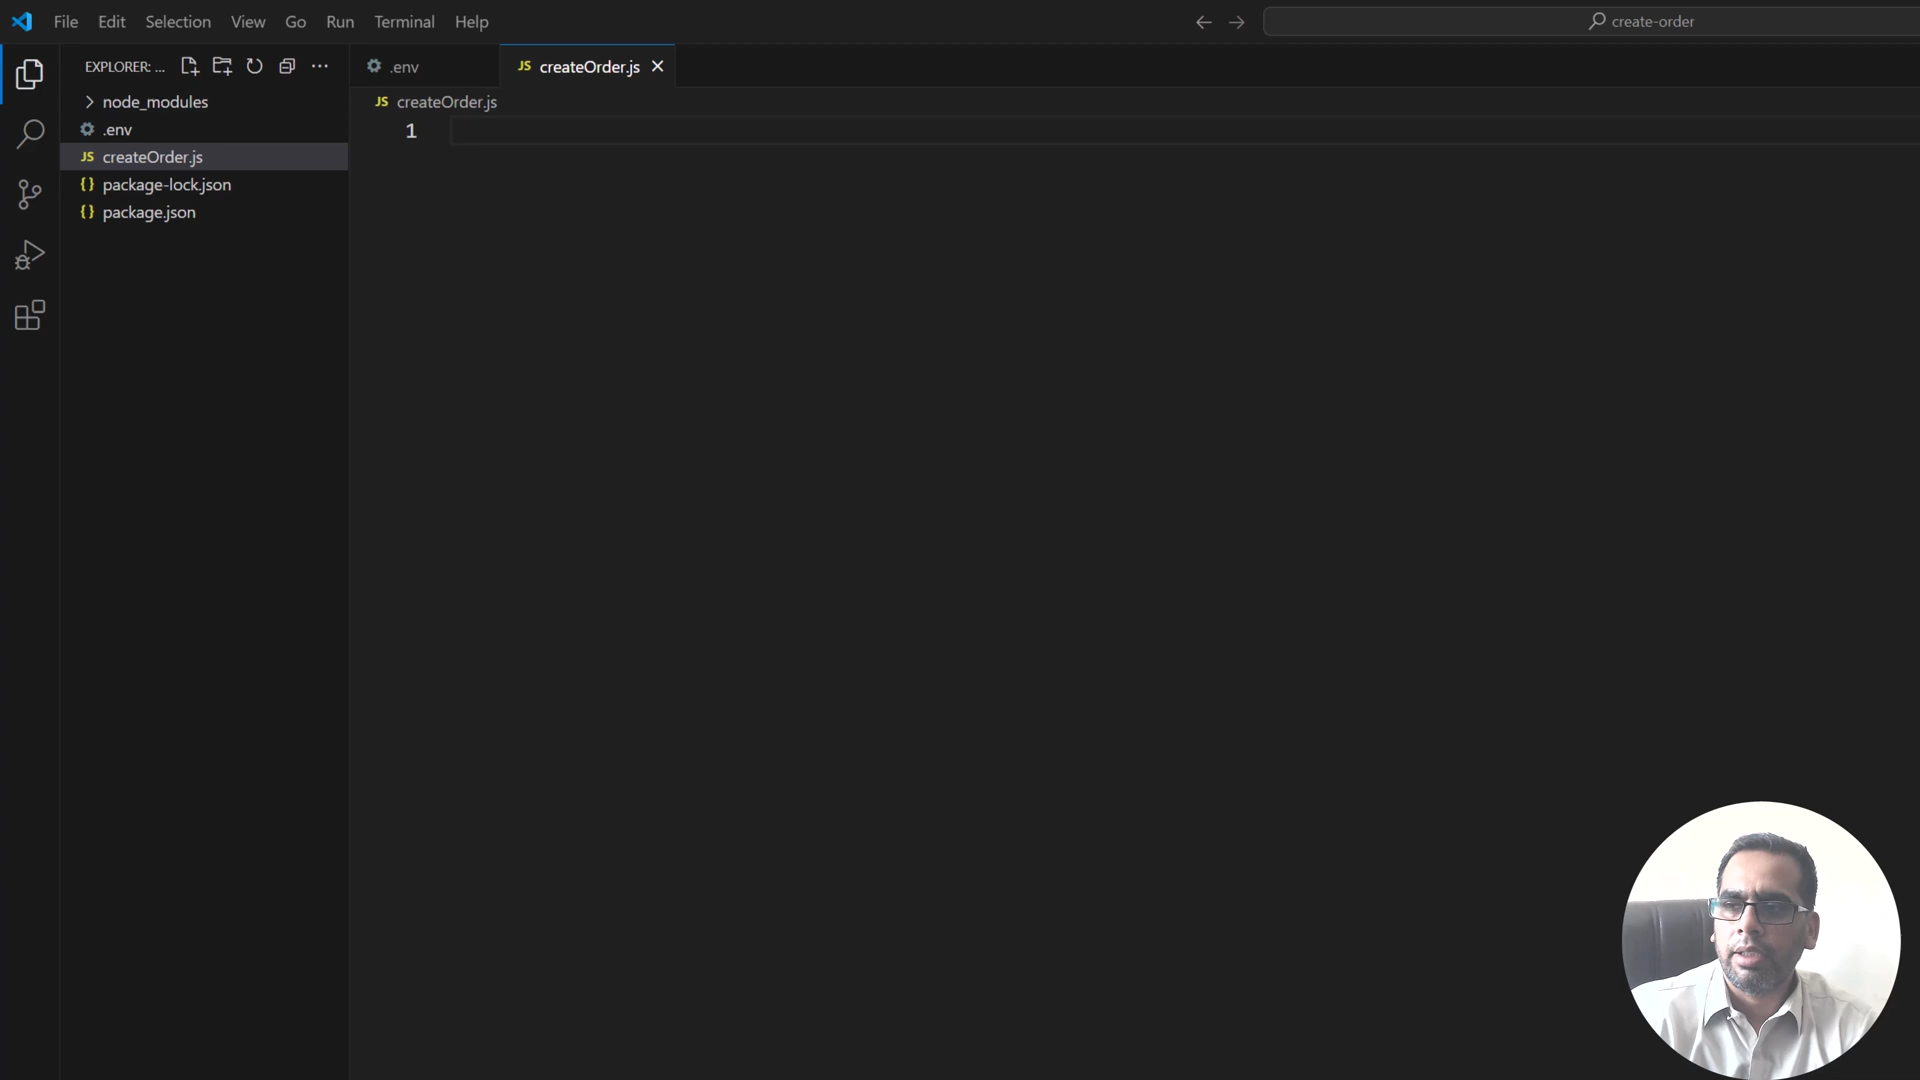 File Edit Selection View Go Run Terminal Help
create-order
EXPLORER: ...
.env
JS createOrder.js
node_modules
.env
JS createOrder.js
{} package-lock.json
{} package.json
JS createOrder.js
1